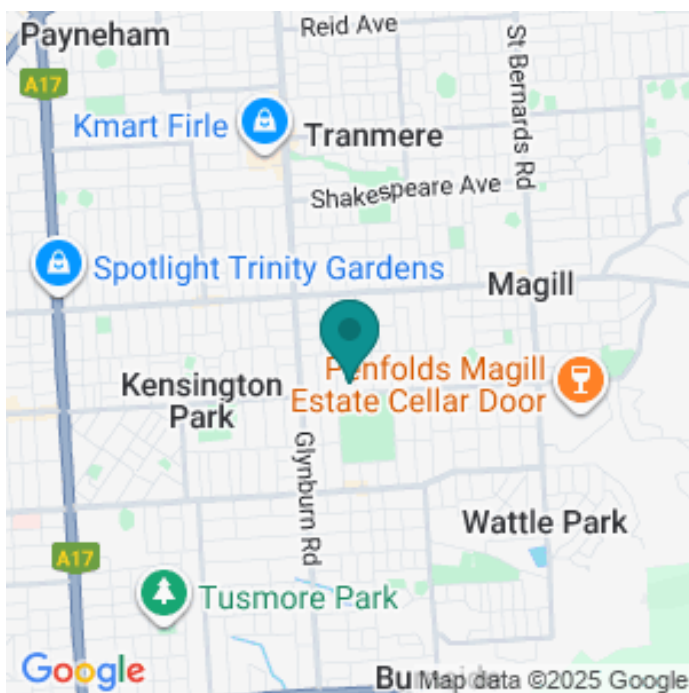 Payneham
Reid Ave
St Bernards Rd
A17
Kmart Firle
Tranmere
Shakespeare Ave
Spotlight Trinity Gardens
Magill
Penfolds Magill
Estate Cellar Door
Kensington
Park
Glynburn Rd
Wattle Park
A17
Tusmore Park
Google
Map data ©2025 Google